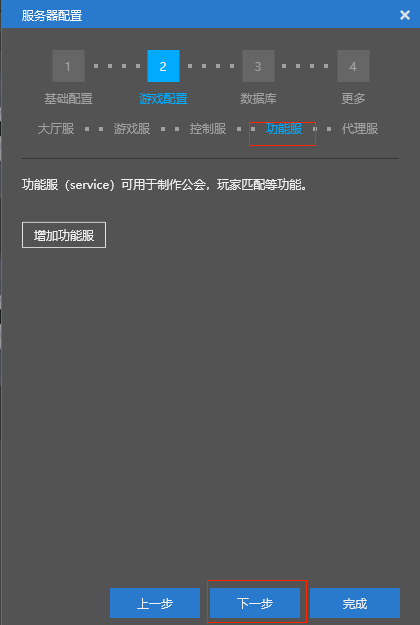 服务器配置
1 2 3 4
基础配置 游戏配置 数据库 更多
大厅服 游戏服 控制服 功能服 代理服
功能服（service）可用于制作公会，玩家匹配等功能。
增加功能服
上一步 下一步 完成